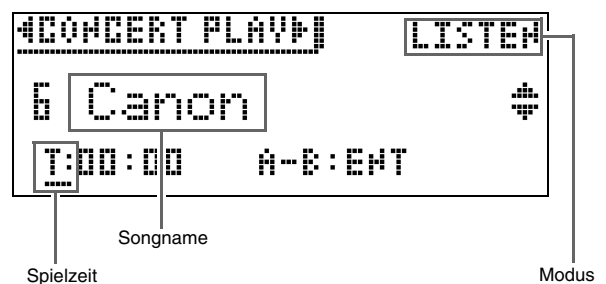 CONCERT PLAY LISTEN
6 Canon
T:00:00 A-B:ENT
Songname
Spielzeit Modus